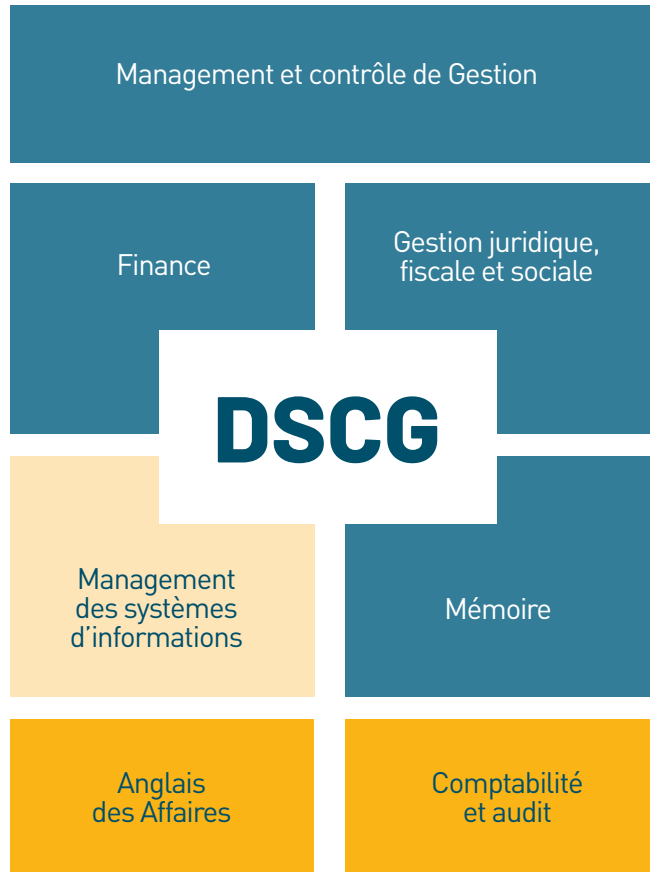 Management et contrôle de Gestion
Finance
Gestion juridique,
fiscale et sociale
DSCG
Management
des systèmes
d’informations
Mémoire
Anglais
des Affaires
Comptabilité
et audit